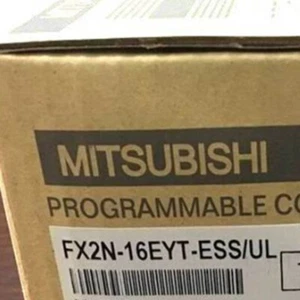 MITSUBISHI
PROGRAMMABLE CO
FX2N-16EYT-ESS/UL